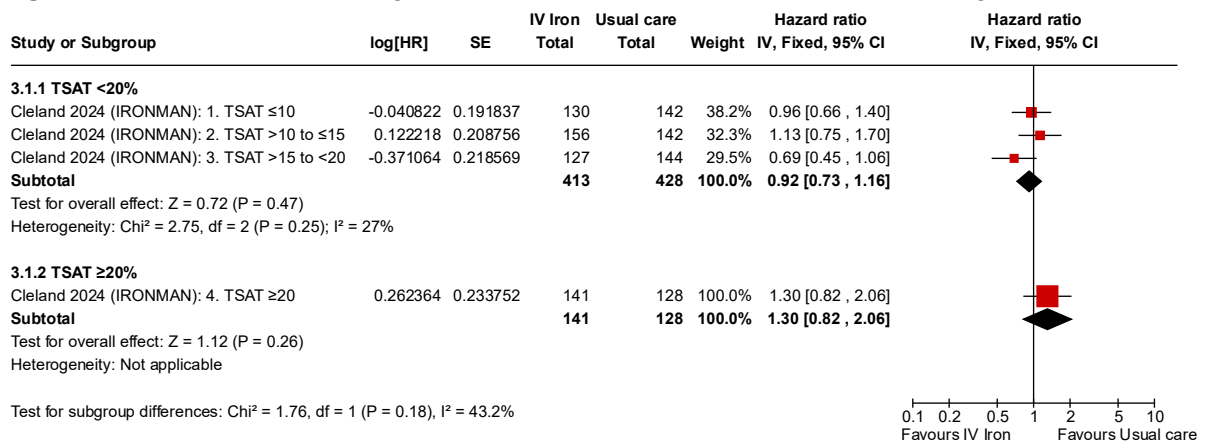 IV Iron Usual care Hazard ratio Hazard ratio
Study or Subgroup log[HR] SE Total Total Weight IV, Fixed, 95% CI IV, Fixed, 95% CI
3.1.1 TSAT <20%
Cleland 2024 (IRONMAN): 1. TSAT ≤10 -0.040822 0.191837 130 142 38.2% 0.96 [0.66 , 1.40]
Cleland 2024 (IRONMAN): 2. TSAT >10 to ≤15 0.122218 0.208756 156 142 32.3% 1.13 [0.75 , 1.70]
Cleland 2024 (IRONMAN): 3. TSAT >15 to <20 -0.371064 0.218569 127 144 29.5% 0.69 [0.45 , 1.06]
Subtotal 413 428 100.0% 0.92 [0.73 , 1.16]
Test for overall effect: Z = 0.72 (P = 0.47)
Heterogeneity: Chi² = 2.75, df = 2 (P = 0.25); I² = 27%
3.1.2 TSAT ≥20%
Cleland 2024 (IRONMAN): 4. TSAT ≥20 0.262364 0.233752 141 128 100.0% 1.30 [0.82 , 2.06]
Subtotal 141 128 100.0% 1.30 [0.82 , 2.06]
Test for overall effect: Z = 1.12 (P = 0.26)
Heterogeneity: Not applicable
Test for subgroup differences: Chi² = 1.76, df = 1 (P = 0.18), I² = 43.2%
0.1 0.2 0.5 1 2 5 10
Favours IV Iron Favours Usual care